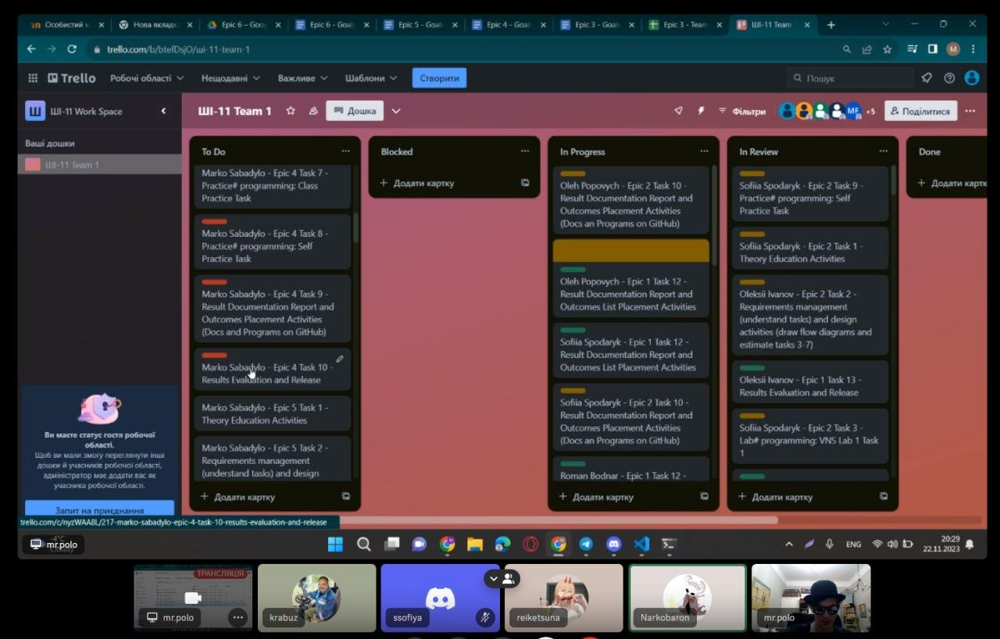 Особистий к
Нова вкладк
Epic 6 – Goo
Epic 6 - Goal
Epic 5 - Goal
Epic 4 - Goal
Epic 3 - Goal
Epic 3 - Team
ШІ-11 Team
trello.com/b/btefDsjO/ші-11-team-1
M
Trello
Робочі області
Нещодавні
Важливе
Шаблони
Створити
Пошук
Ш
ШІ-11 Work Space
ШІ-11 Team 1
Дошка
Фільтри
MF
+5
Поділитися
Ваші дошки
ШІ-11 Team 1
To Do
Marko Sabadylo - Epic 4 Task 7 -
Practice# programming: Class
Practice Task
Marko Sabadylo - Epic 4 Task 8 -
Practice# programming: Self
Practice Task
Marko Sabadylo - Epic 4 Task 9 -
Result Documentation Report and
Outcomes Placement Activities
(Docs and Programs on GitHub)
Marko Sabadylo - Epic 4 Task 10 -
Results Evaluation and Release
Marko Sabadylo - Epic 5 Task 1 -
Theory Education Activities
Marko Sabadylo - Epic 5 Task 2 -
Requirements management
(understand tasks) and design
+ Додати картку
Blocked
+ Додати картку
In Progress
Oleh Popovych - Epic 2 Task 10 -
Result Documentation Report and
Outcomes Placement Activities
(Docs an Programs on GitHub)
Oleh Popovych - Epic 1 Task 12 -
Result Documentation Report and
Outcomes List Placement Activities
Sofiia Spodaryk - Epic 1 Task 12 -
Result Documentation Report and
Outcomes List Placement Activities
Sofiia Spodaryk - Epic 2 Task 10 -
Result Documentation Report and
Outcomes Placement Activities
(Docs an Programs on GitHub)
Roman Bodnar - Epic 1 Task 12 -
+ Додати картку
In Review
Sofiia Spodaryk - Epic 2 Task 9 -
Practice# programming: Self
Practice Task
Sofiia Spodaryk - Epic 2 Task 1 -
Theory Education Activities
Oleksii Ivanov - Epic 2 Task 2 -
Requirements management
(understand tasks) and design
activities (draw flow diagrams and
estimate tasks 3-7)
Oleksii Ivanov - Epic 1 Task 13 -
Results Evaluation and Release
Sofiia Spodaryk - Epic 2 Task 3 -
Lab# programming: VNS Lab 1 Task
1
+ Додати картку
Done
+ Додати картк
Ви маєте статус гостя робочої
області.
Щоб ви мали змогу переглянути інші
дошки й учасників робочої області,
адміністратор має додати вас як
учасника робочої області.
Запит на приєднання
trello.com/c/nyzWAA8L/217-marko-sabadylo-epic-4-task-10-results-evaluation-and-release
-4°C
Cloudy
mr.polo
ENG
20:29
22.11.2023
ТРАНСЛЯЦІЯ
mr.polo
krabuz
ssofiya
reiketsuna
Narkobaron
mr.polo